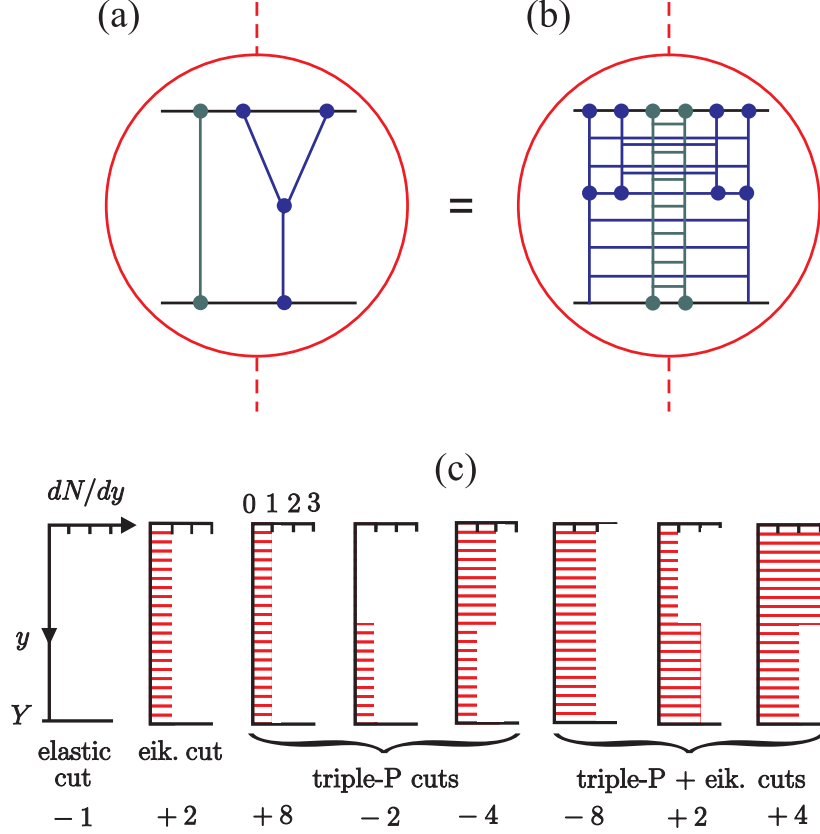 (a) (b)
=
(c)
dN/dy
0 1 2 3
y
Y
elastic cut
eik. cut
triple-P cuts
triple-P + eik. cuts
− 1 + 2 + 8 − 2 − 4 − 8 + 2 + 4